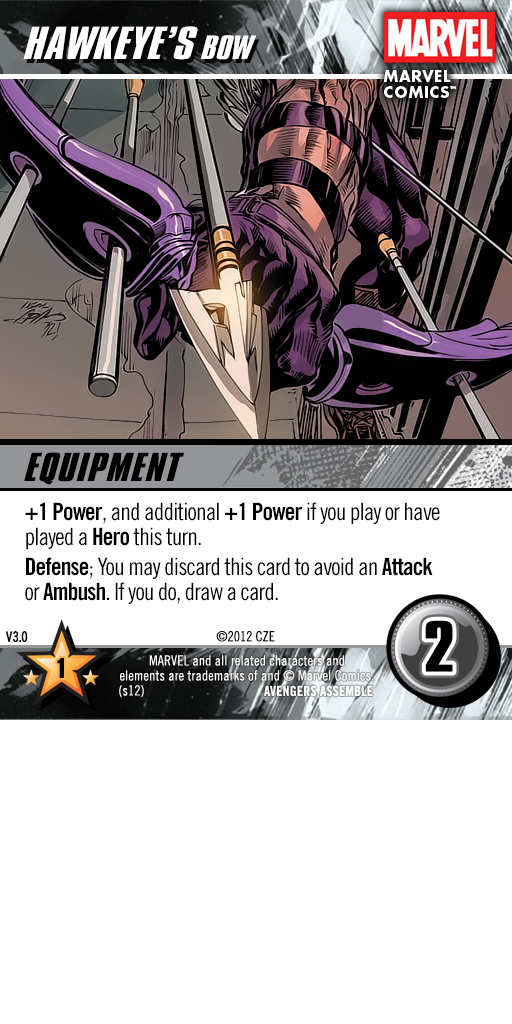 HAWKEYE'S BOW
MARVEL
MARVEL
COMICS™
EQUIPMENT
+1 Power, and additional +1 Power if you play or have
played a Hero this turn.
Defense; You may discard this card to avoid an Attack
or Ambush. If you do, draw a card.
V3.0
©2012 CZE
2
1
MARVEL and all related characters and
elements are trademarks of and © Marvel Comics.
(s12)
AVENGERS ASSEMBLE